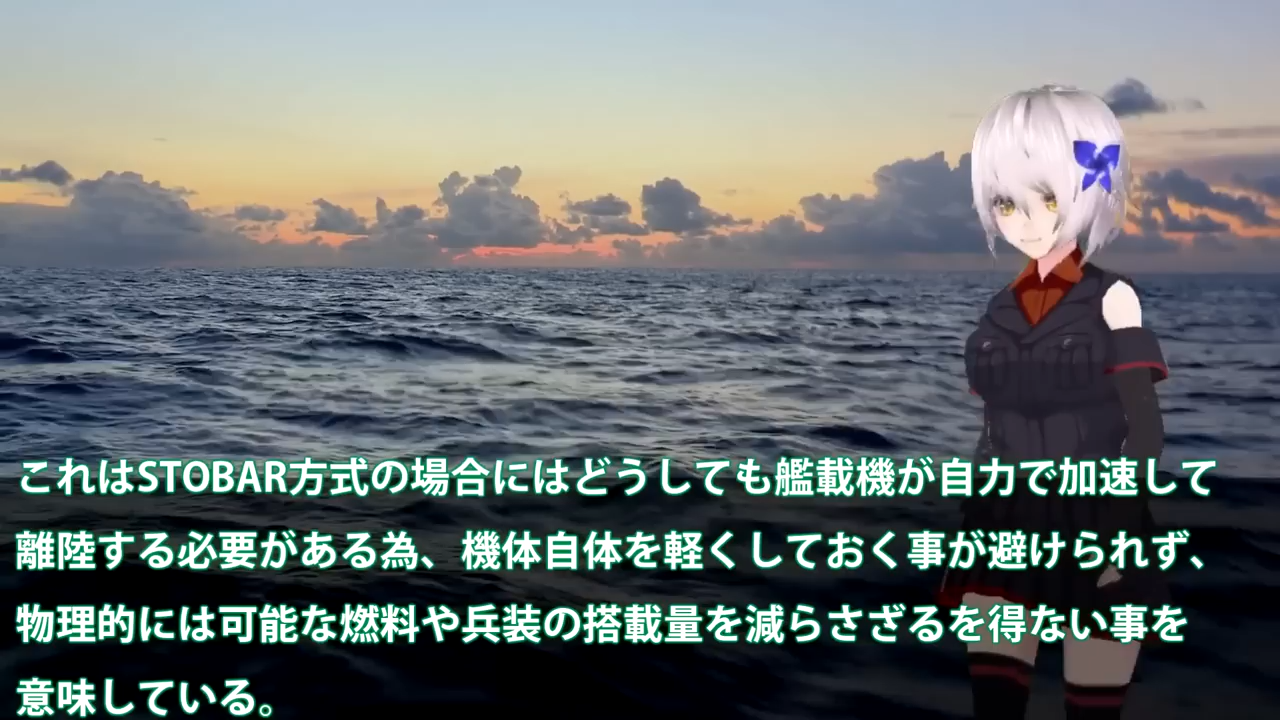 これはSTOBAR方式の場合にはどうしても艦載機が自力で加速して
離陸する必要がある為、機体自体を軽くしておく事が避けられず、
物理的には可能な燃料や兵装の搭載量を減らさざるを得ない事を
意味している。